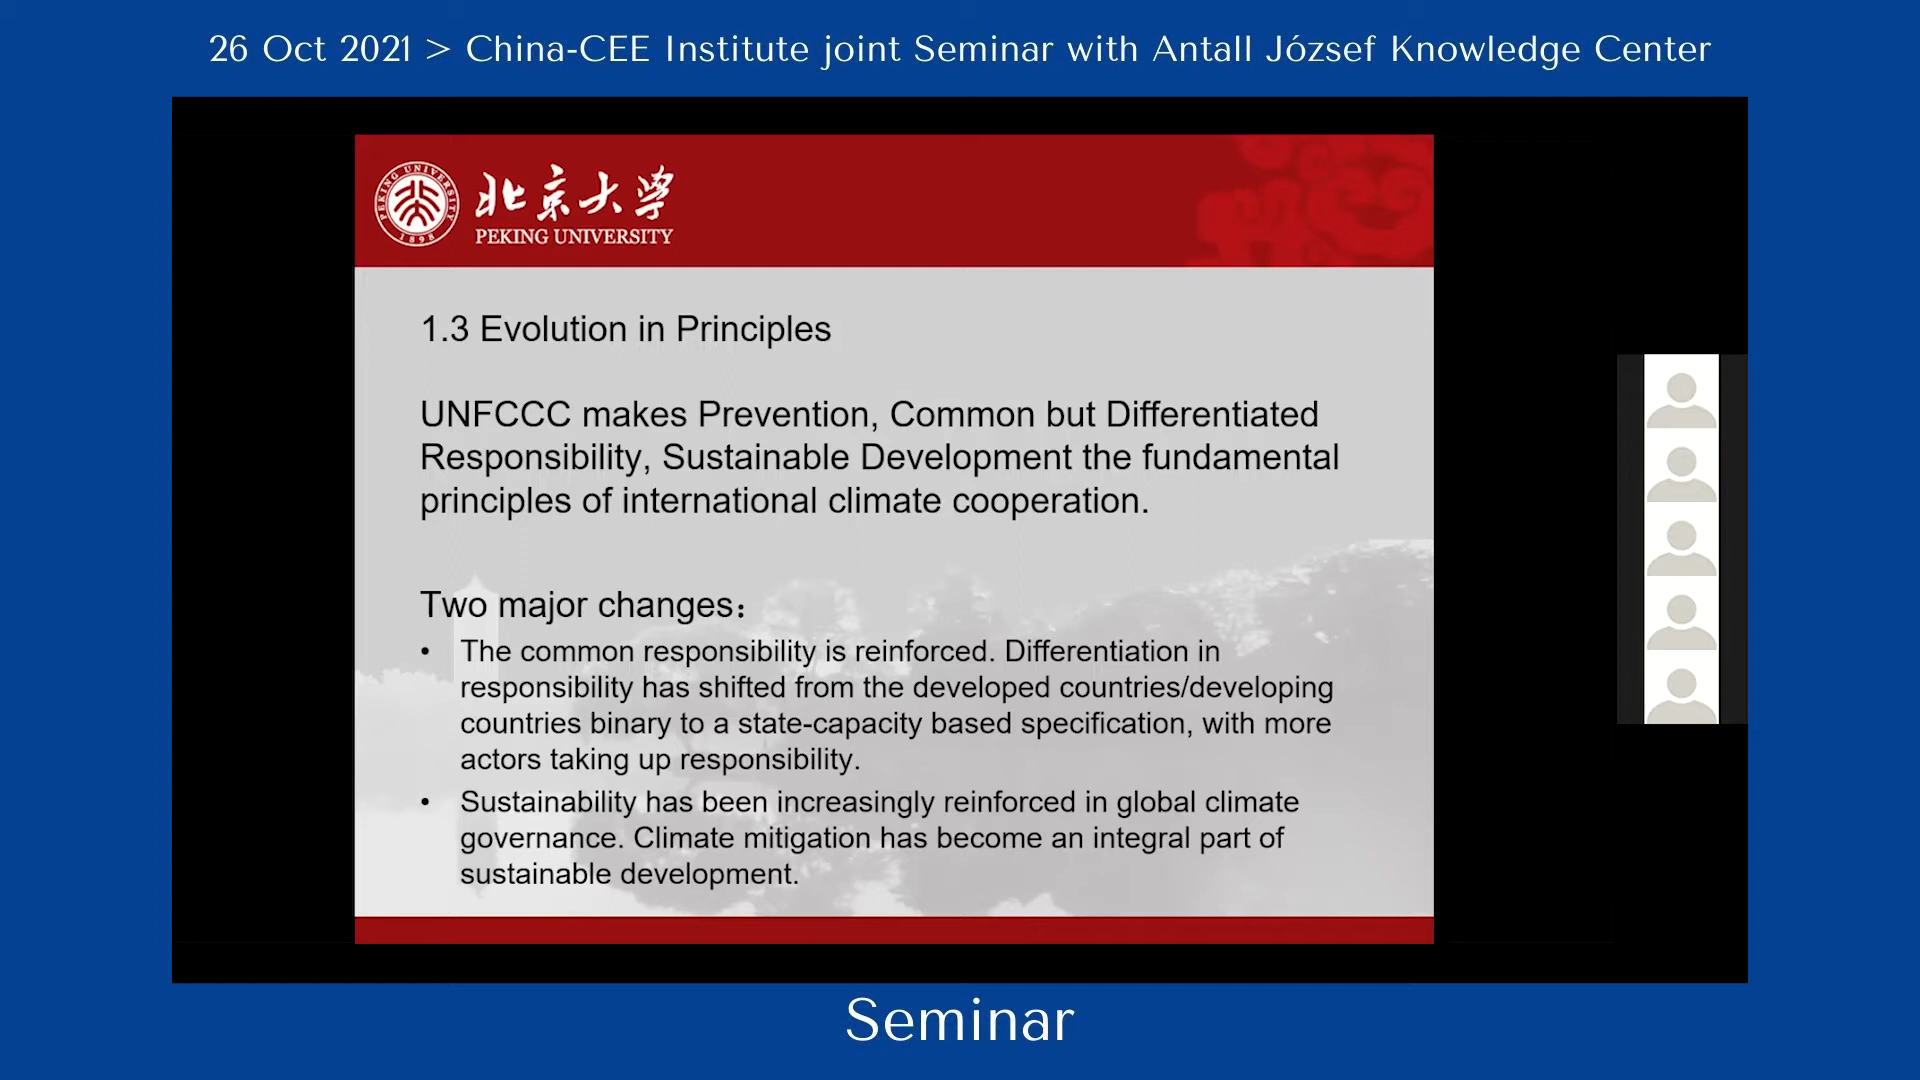 26 Oct 2021 > China-CEE Institute joint Seminar with Antall József Knowledge Center
PEKING UNIVERSITY
1898
北京大学
PEKING UNIVERSITY
1.3 Evolution in Principles
UNFCCC makes Prevention, Common but Differentiated
Responsibility, Sustainable Development the fundamental
principles of international climate cooperation.
Two major changes：
• The common responsibility is reinforced. Differentiation in
responsibility has shifted from the developed countries/developing
countries binary to a state-capacity based specification, with more
actors taking up responsibility.
• Sustainability has been increasingly reinforced in global climate
governance. Climate mitigation has become an integral part of
sustainable development.
Seminar